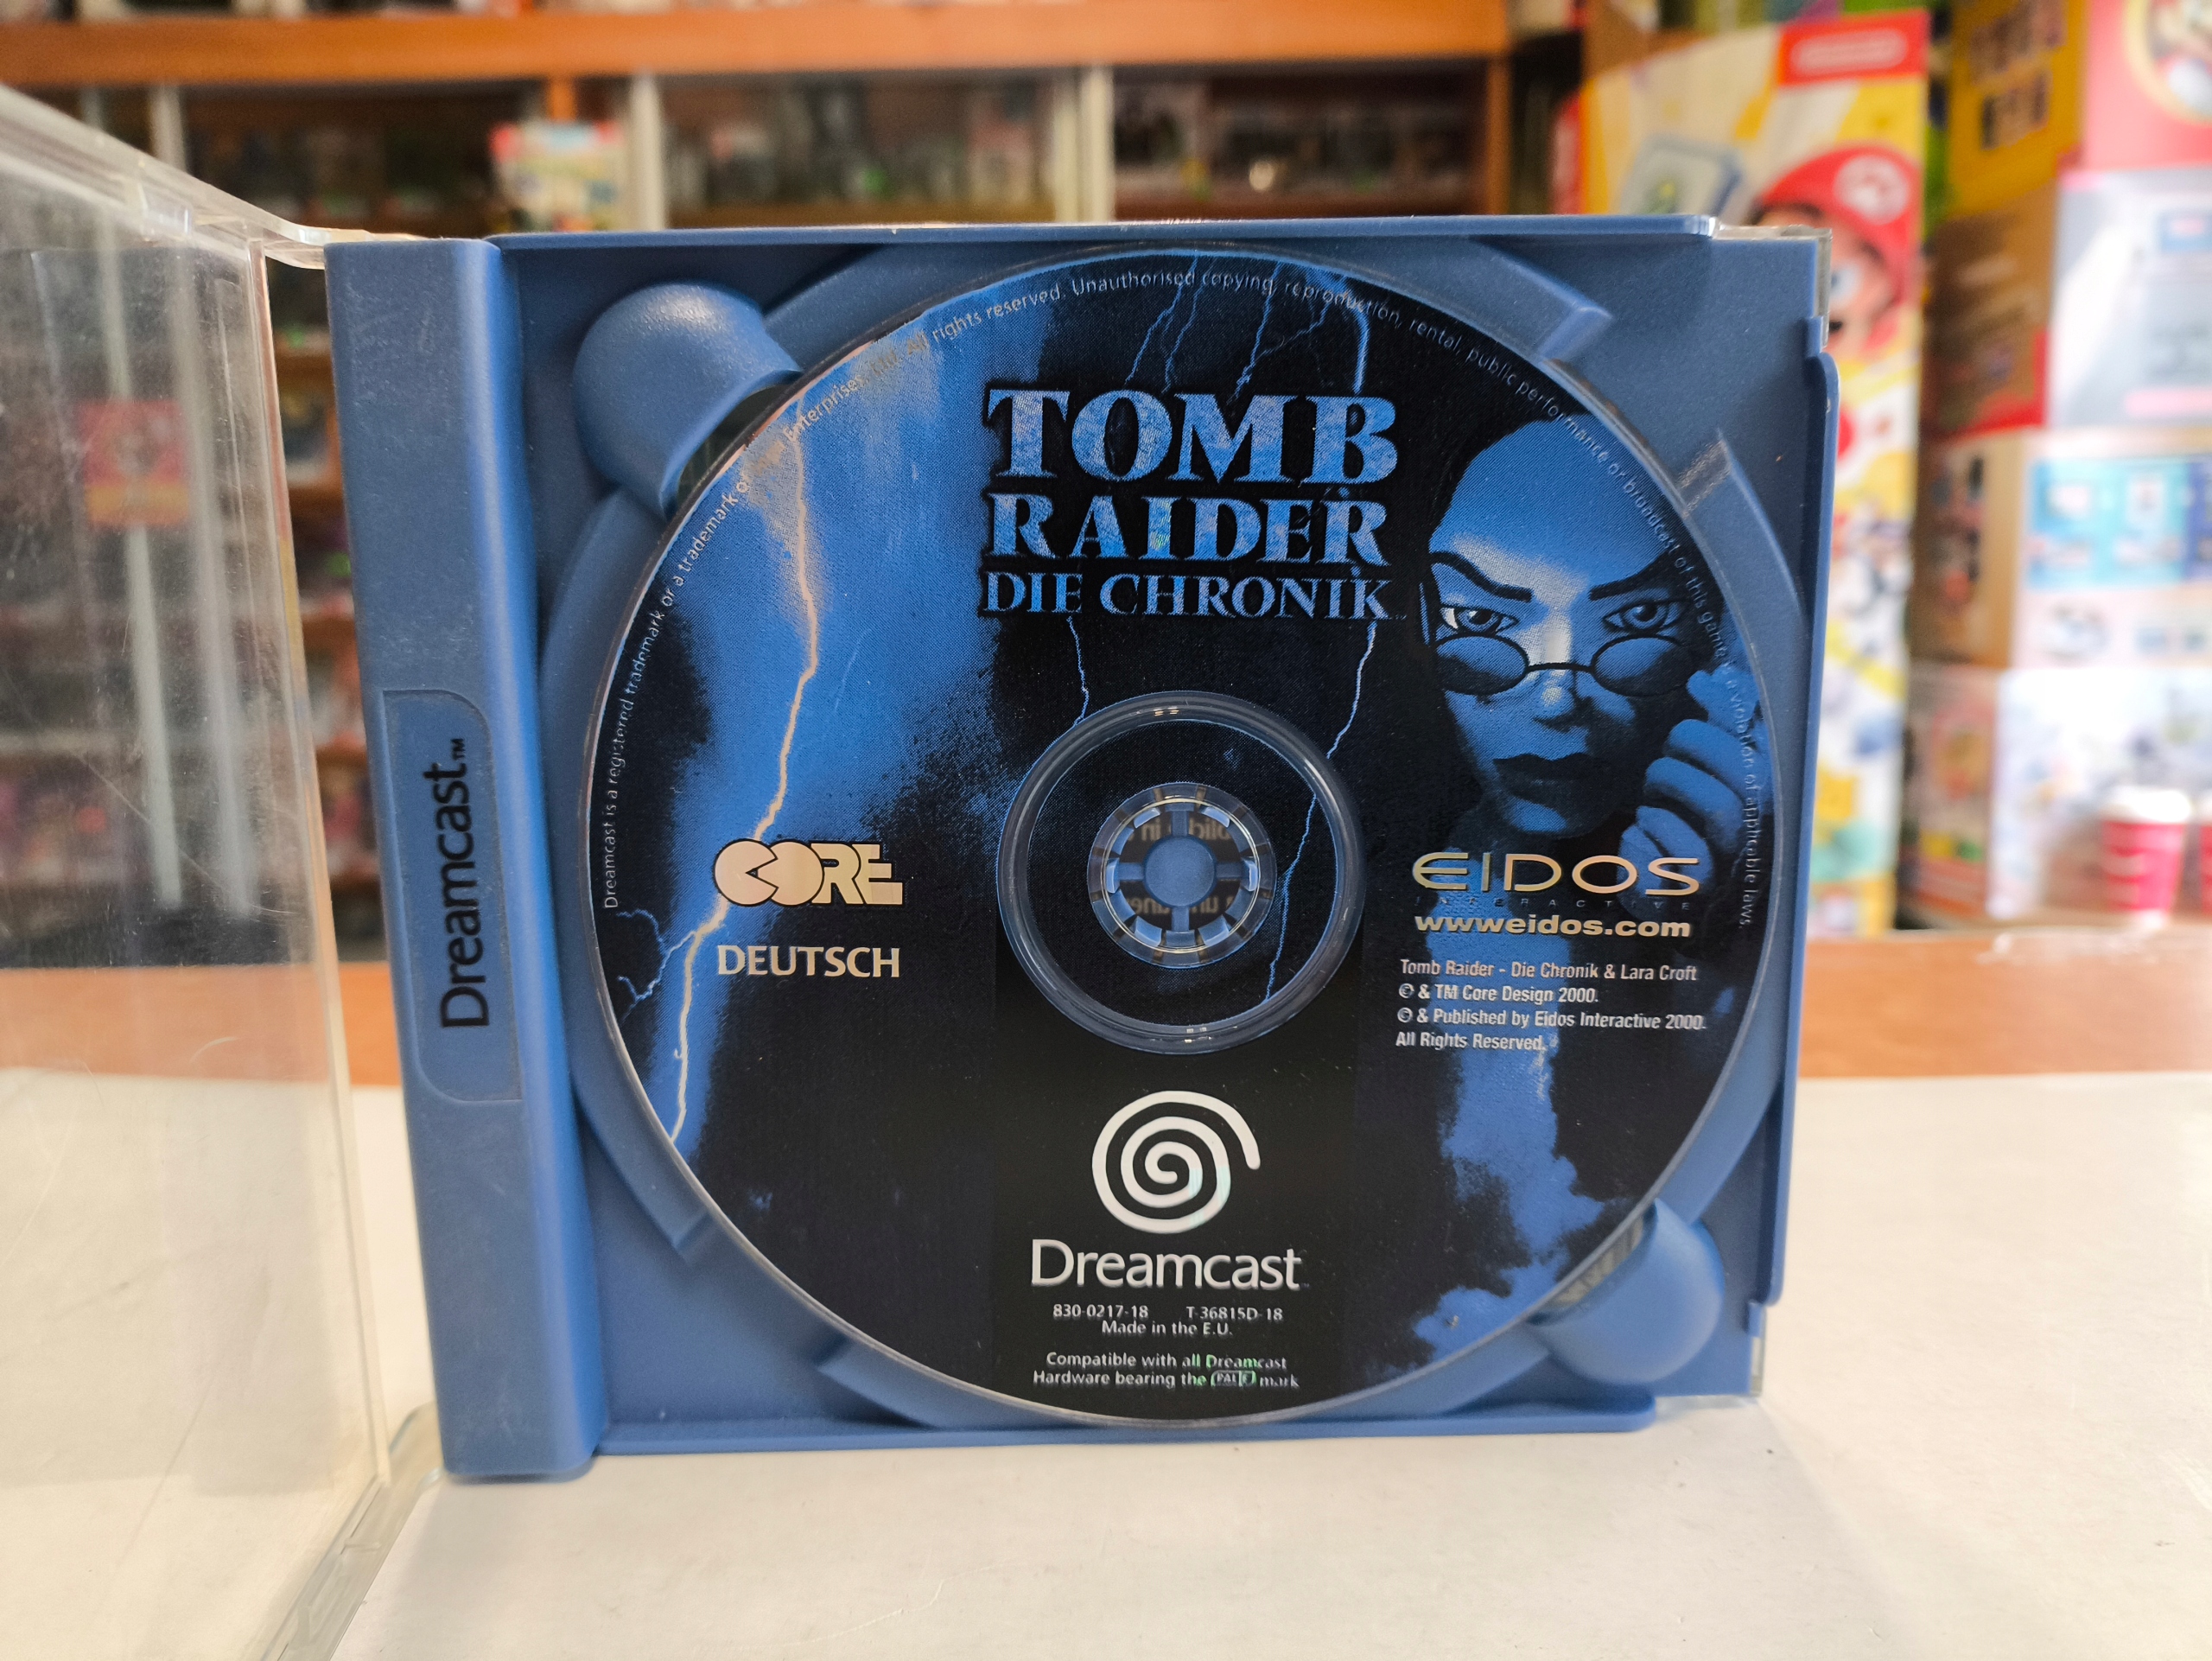 Dreamcast™
Dreamcast is a registered trademark or a trademark of
Enterprises, Ltd. All rights reserved. Unauthorised copying, reproduction, rental, public performance or broadcast of this game
is a violation of applicable laws.
TOMB
RAIDER
DIE CHRONIK
CORE
DEUTSCH
EIDOS
INTERACTIVE
www.eidos.com
Tomb Raider - Die Chronik & Lara Croft
© & TM Core Design 2000.
© & Published by Eidos Interactive 2000.
All Rights Reserved.
Dreamcast
830-0217-18 T-36815D-18
Made in the E.U.
Compatible with all Dreamcast
Hardware bearing the PAL E mark